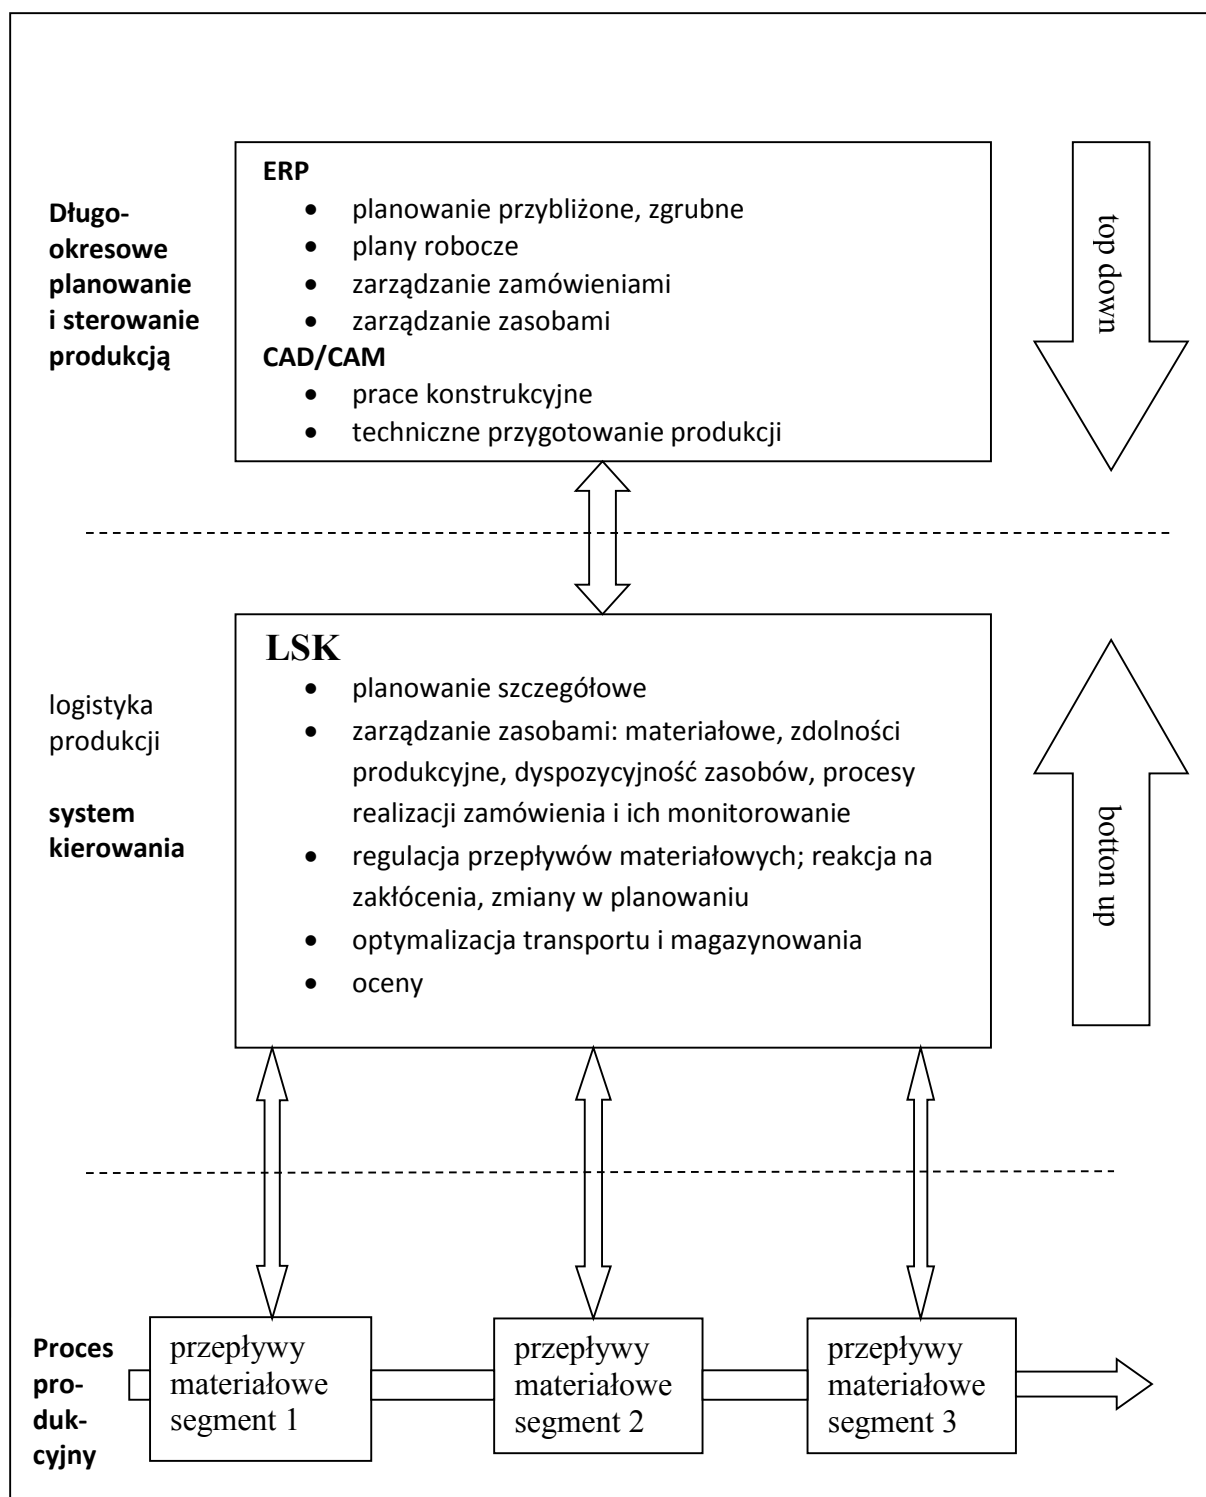 Długo-
okresowe
planowanie
i sterowanie
produkcją
ERP
• planowanie przybliżone, zgrubne
• plany robocze
• zarządzanie zamówieniami
• zarządzanie zasobami
CAD/CAM
• prace konstrukcyjne
• techniczne przygotowanie produkcji
top down
logistyka
produkcji
system
kierowania
LSK
• planowanie szczegółowe
• zarządzanie zasobami: materiałowe, zdolności
produkcyjne, dyspozycyjność zasobów, procesy
realizacji zamówienia i ich monitorowanie
• regulacja przepływów materiałowych; reakcja na
zakłócenia, zmiany w planowaniu
• optymalizacja transportu i magazynowania
• oceny
botton up
Proces
pro-
duk-
cyjny
przepływy
materiałowe
segment 1
przepływy
materiałowe
segment 2
przepływy
materiałowe
segment 3